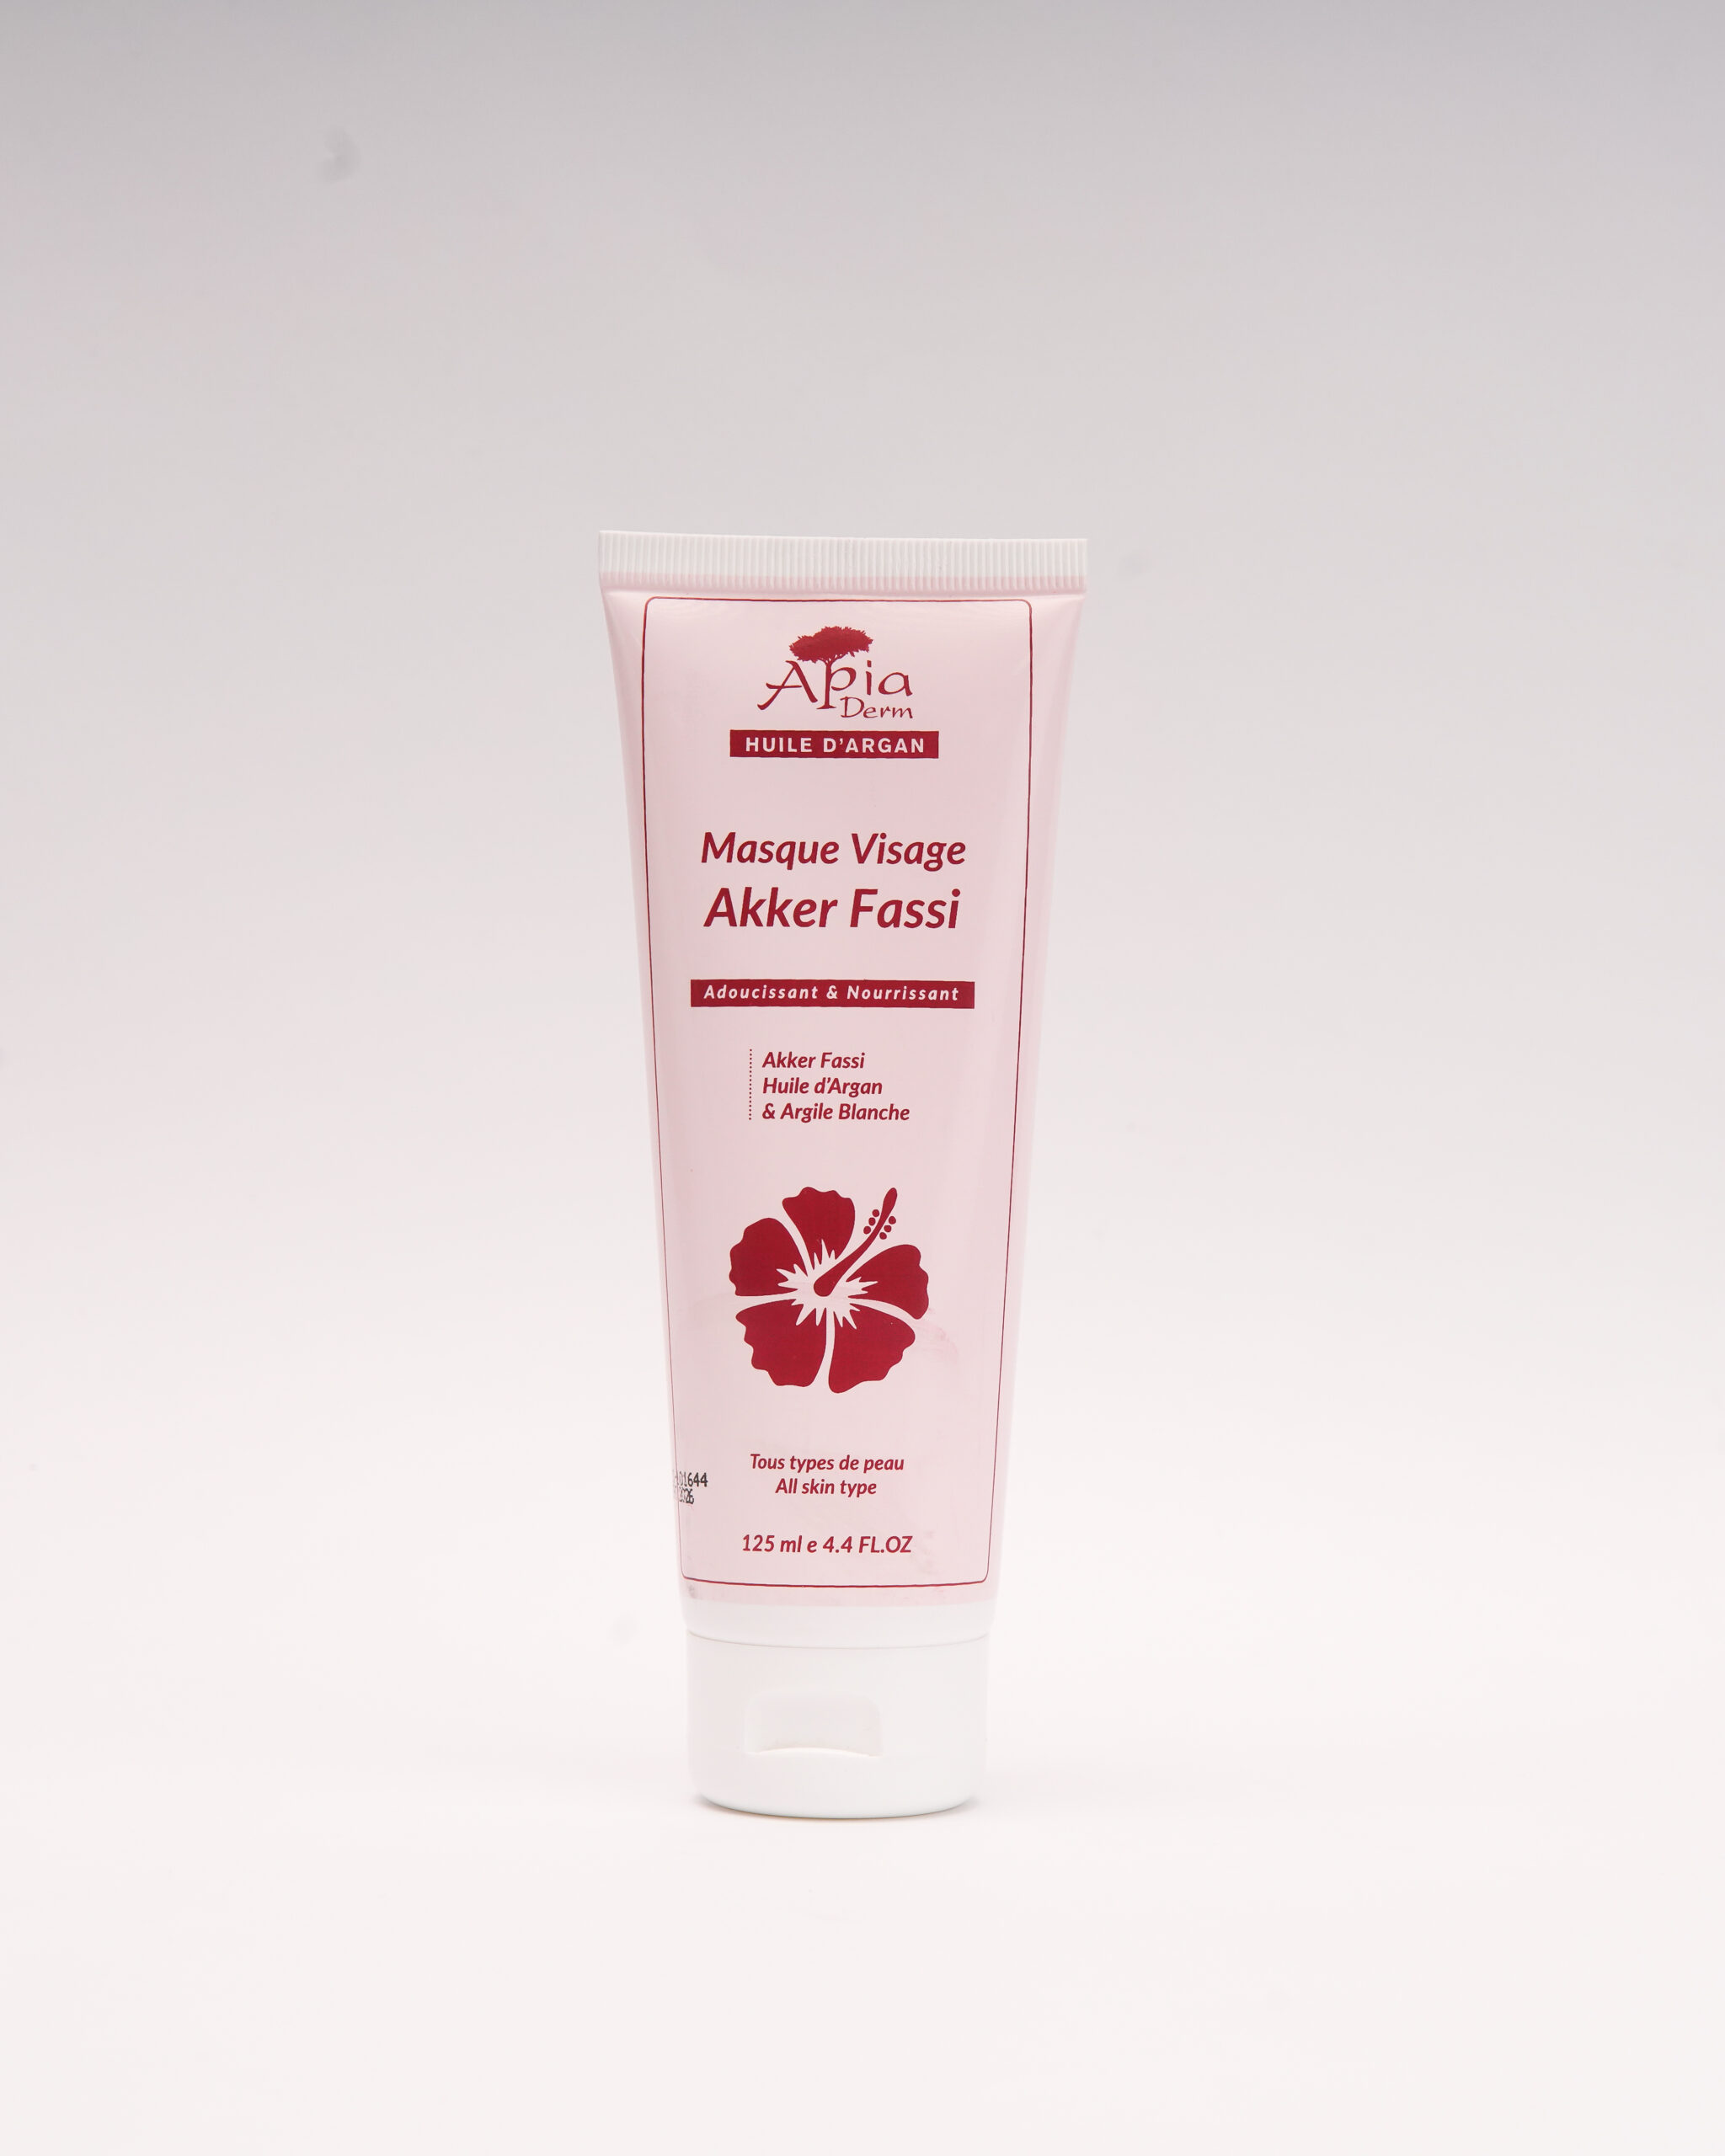 Apia
Derm
HUILE D'ARGAN
Masque Visage
Akker Fassi
Adoucissant & Nourrissant
Akker Fassi
Huile d'Argan
& Argile Blanche
Tous types de peau
All skin type
125 ml e 4.4 FL.OZ